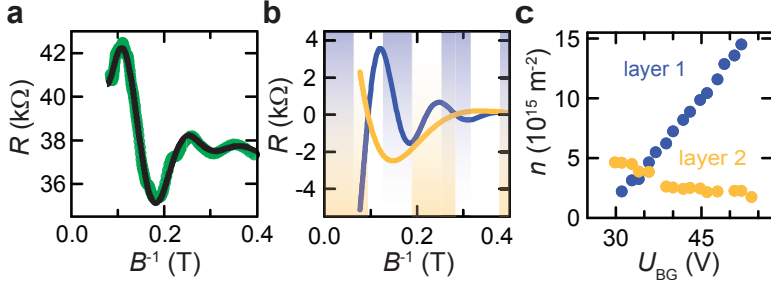 a
42
40
38
36
R (kΩ)
0.0
0.2
0.4
B⁻¹ (T)
b
4
2
0
-2
-4
R (kΩ)
0.0
0.2
0.4
B⁻¹ (T)
c
15
10
5
0
n (10¹⁵ m⁻²)
layer 1
layer 2
30
45
U_BG (V)